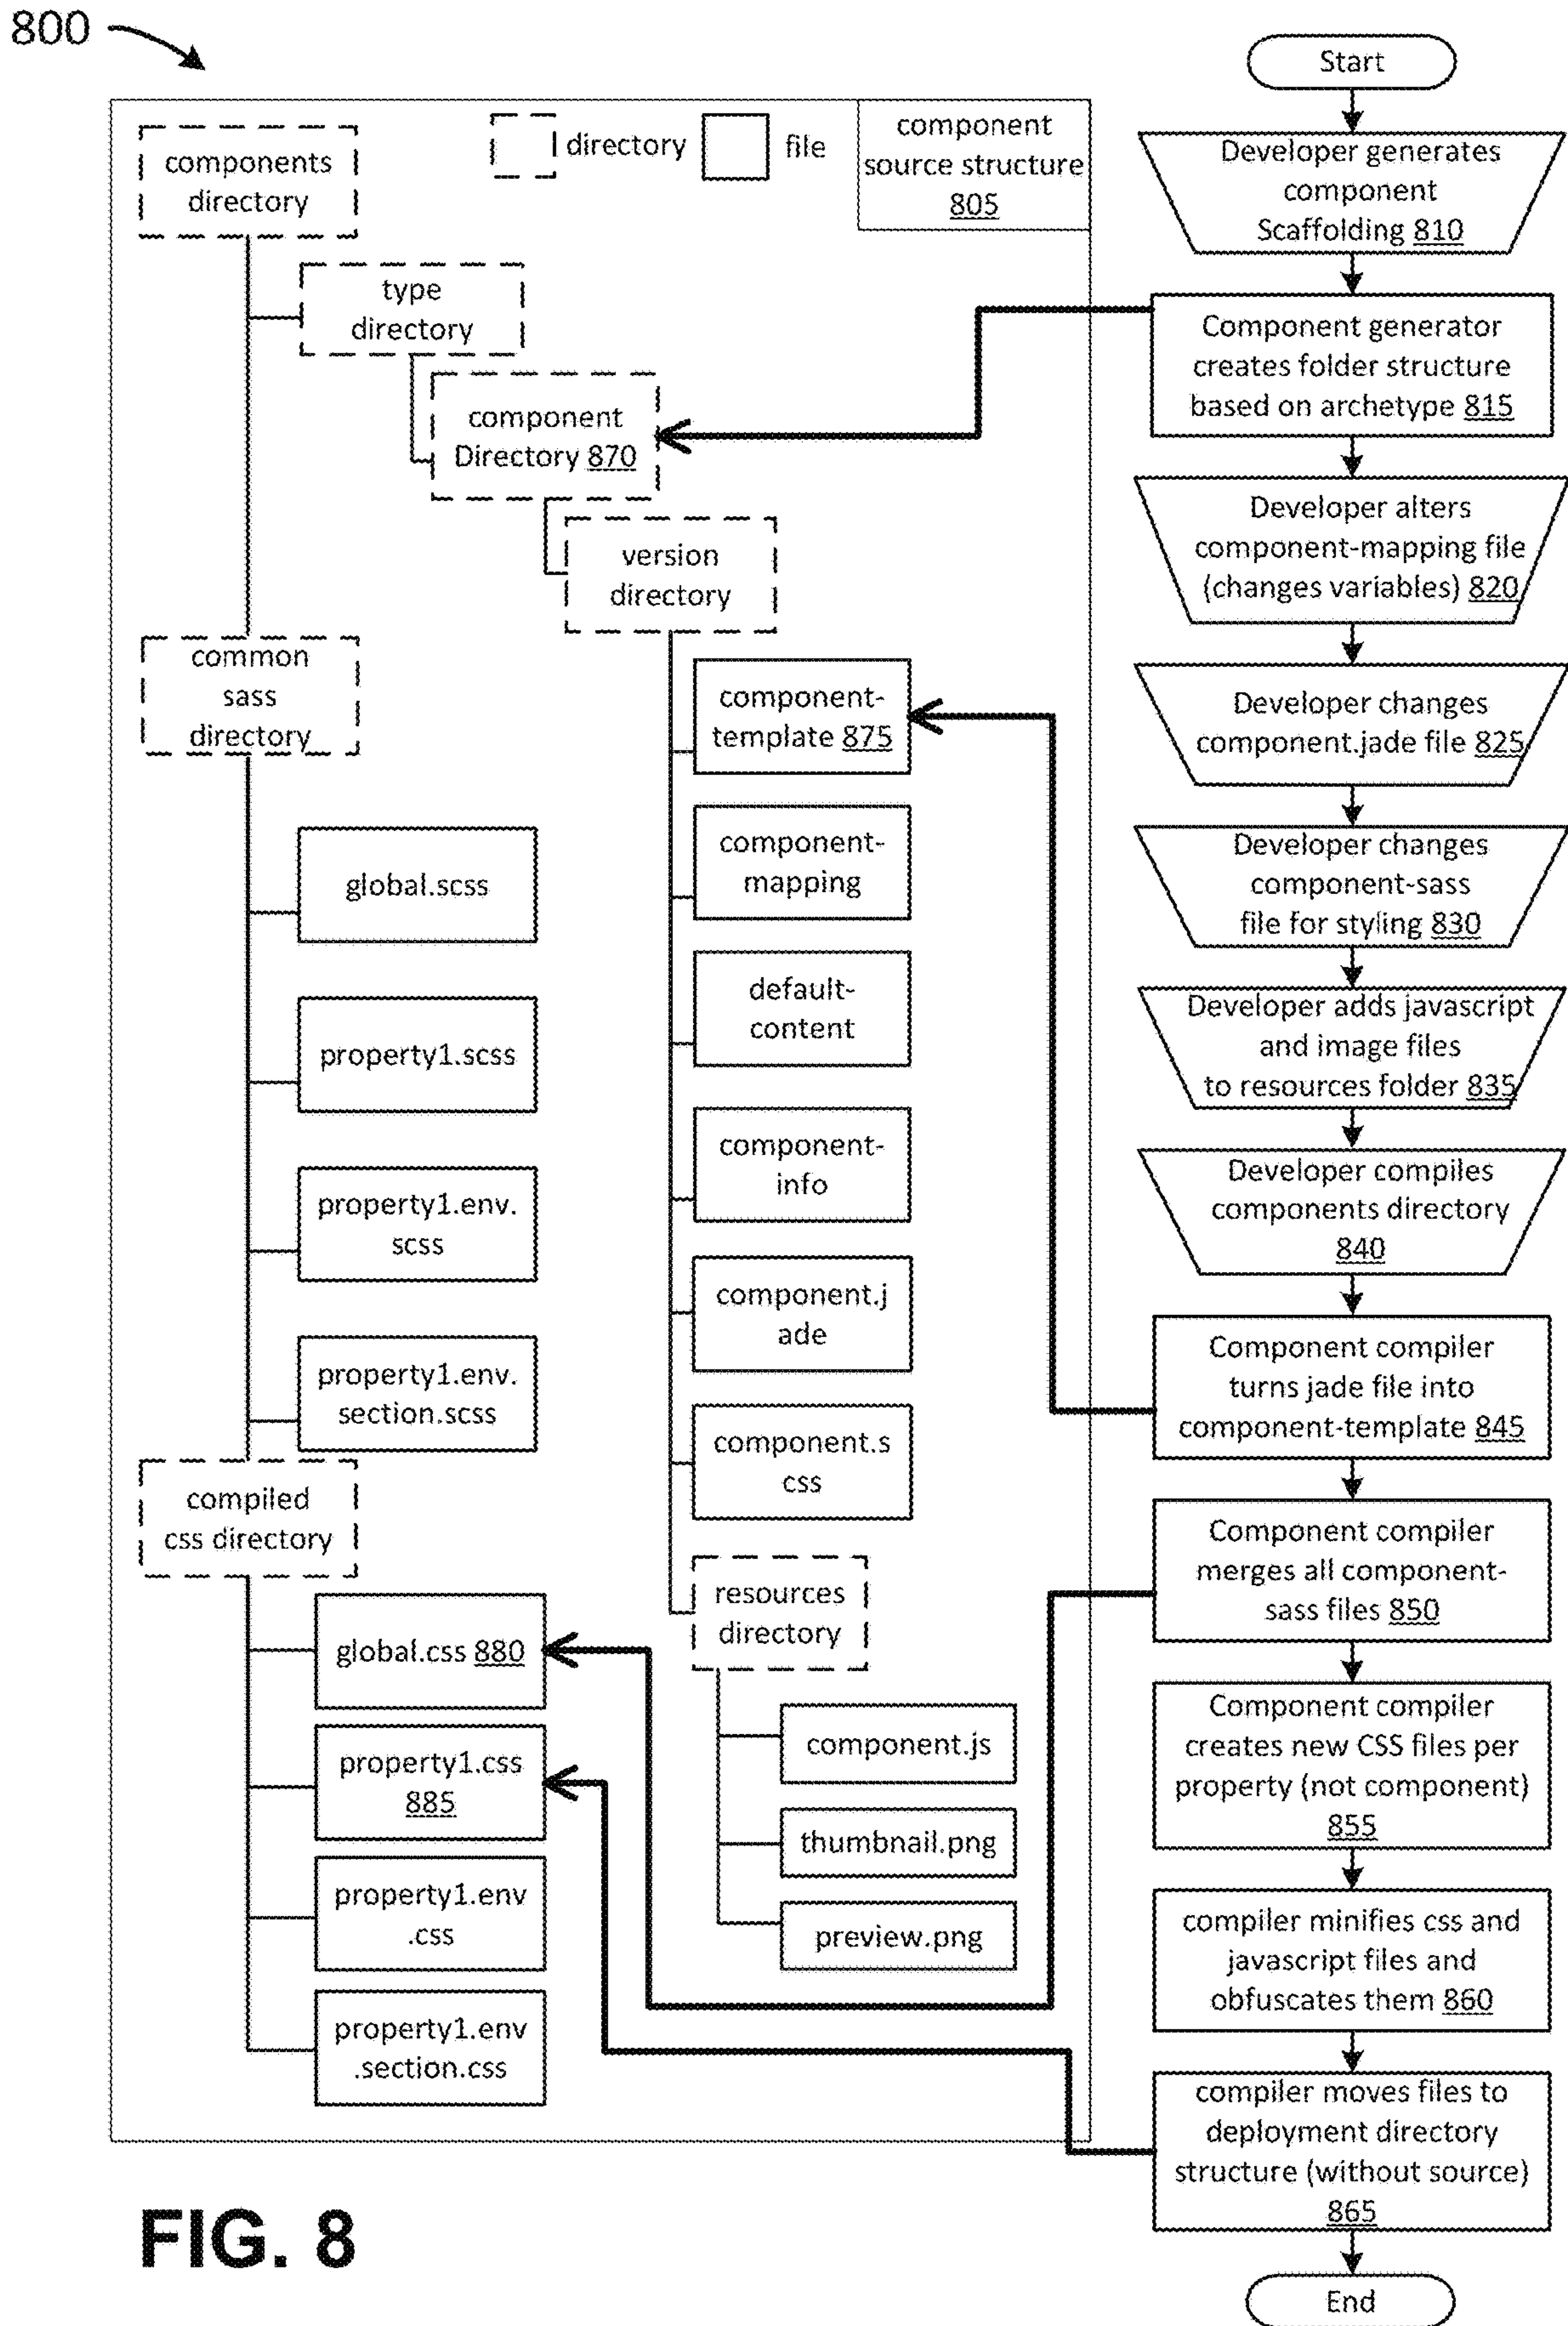 800
components
directory
directory
file
component
source structure
805
type
directory
component
Directory 870
version
directory
common
sass
directory
component-
template 875
component-
mapping
default-
content
component-
info
component.j
ade
component.s
css
resources
directory
component.js
thumbnail.png
preview.png
global.scss
property1.scss
property1.env.
scss
property1.env.
section.scss
compiled
css directory
global.css 880
property1.css
885
property1.env
.css
property1.env
.section.css
Start
Developer generates
component
Scaffolding 810
Component generator
creates folder structure
based on archetype 815
Developer alters
component-mapping file
(changes variables) 820
Developer changes
component.jade file 825
Developer changes
component-sass
file for styling 830
Developer adds javascript
and image files
to resources folder 835
Developer compiles
components directory
840
Component compiler
turns jade file into
component-template 845
Component compiler
merges all component-
sass files 850
Component compiler
creates new CSS files per
property (not component)
855
compiler minifies css and
javascript files and
obfuscates them 860
compiler moves files to
deployment directory
structure (without source)
865
End
FIG. 8